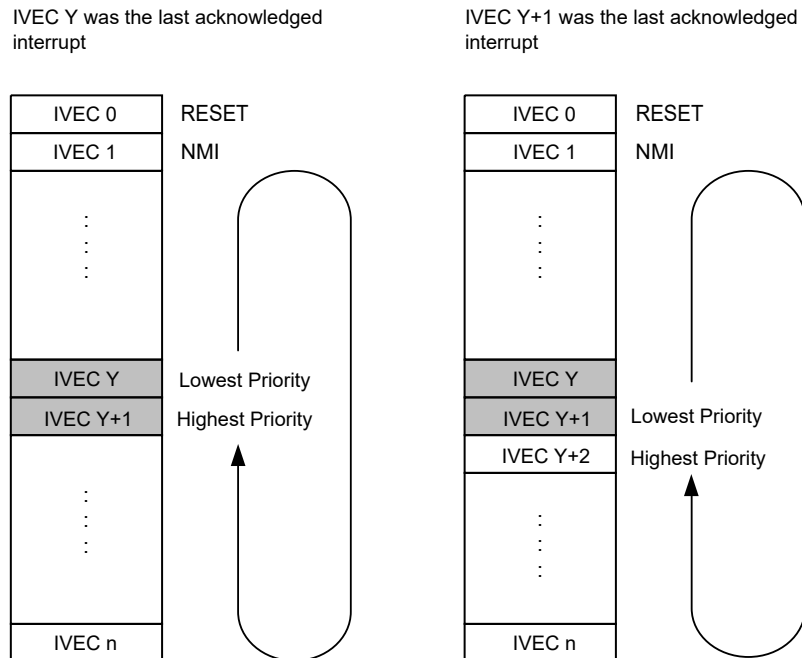 IVEC Y was the last acknowledged
interrupt
IVEC 0 RESET
IVEC 1 NMI
IVEC Y Lowest Priority
IVEC Y+1 Highest Priority
IVEC n
IVEC Y+1 was the last acknowledged
interrupt
IVEC 0 RESET
IVEC 1 NMI
IVEC Y
IVEC Y+1 Lowest Priority
IVEC Y+2 Highest Priority
IVEC n